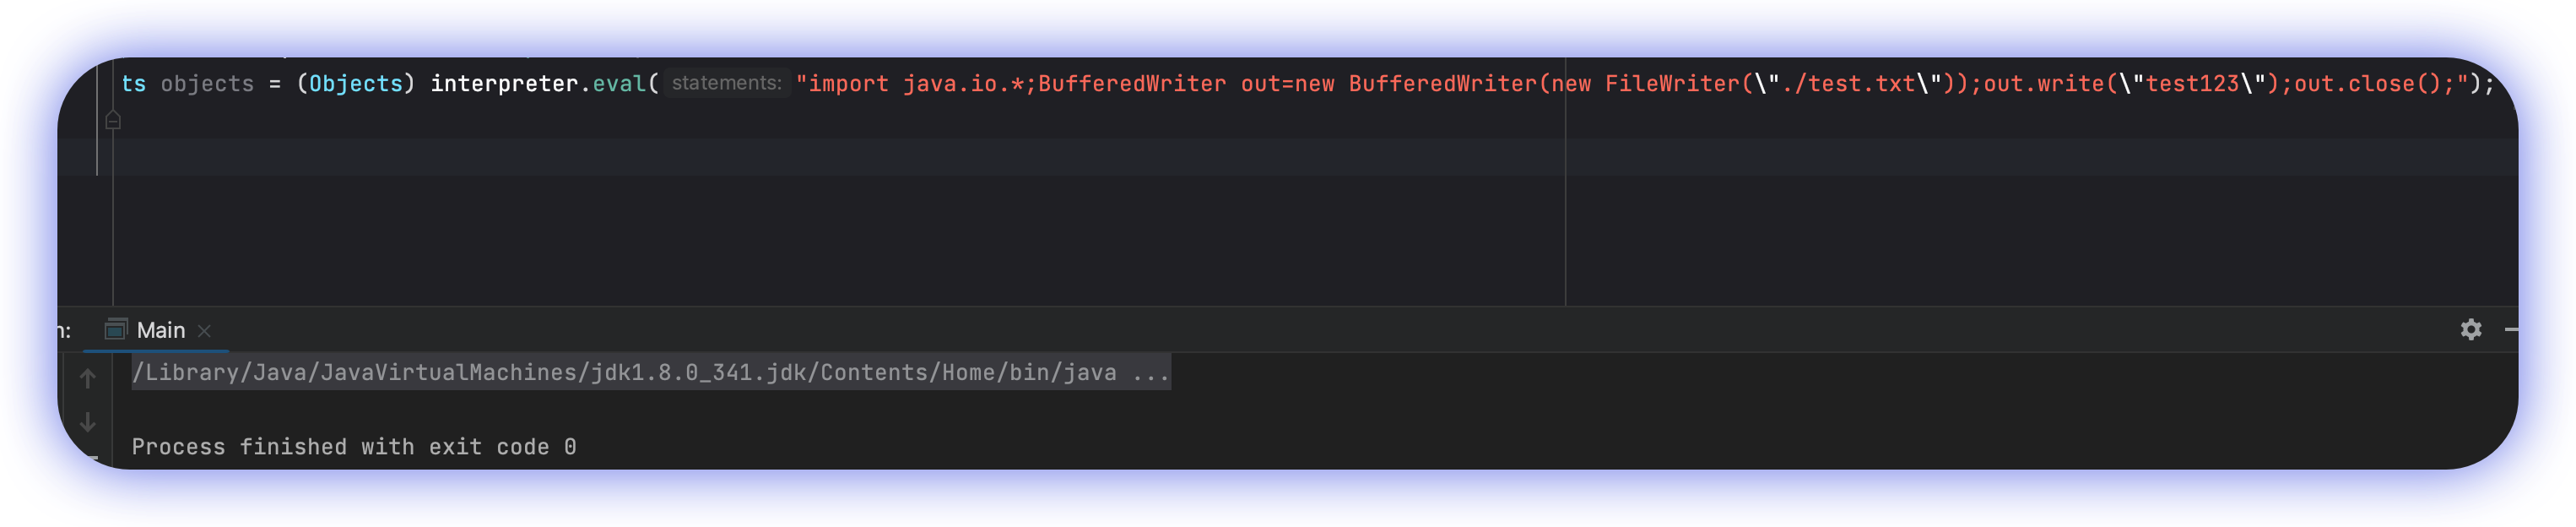 ts objects = (Objects) interpreter.eval( statements: "import java.io.*;BufferedWriter out=new BufferedWriter(new FileWriter(\"./test.txt\"));out.write(\"test123\");out.close();");
n: Main
/Library/Java/JavaVirtualMachines/jdk1.8.0_341.jdk/Contents/Home/bin/java ...
Process finished with exit code 0